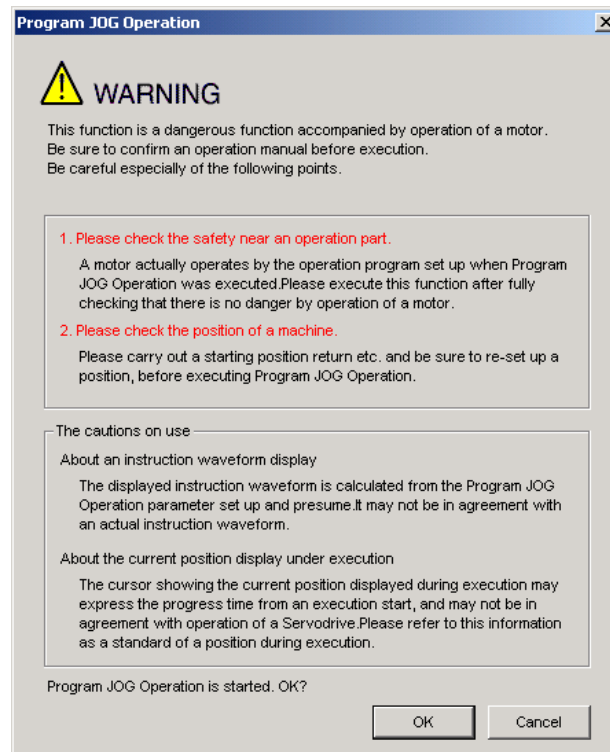 Program JOG Operation
WARNING
This function is a dangerous function accompanied by operation of a motor.
Be sure to confirm an operation manual before execution.
Be careful especially of the following points.
1. Please check the safety near an operation part.
A motor actually operates by the operation program set up when Program
JOG Operation was executed.Please execute this function after fully
checking that there is no danger by operation of a motor.
2. Please check the position of a machine.
Please carry out a starting position return etc. and be sure to re-set up a
position, before executing Program JOG Operation.
The cautions on use
About an instruction waveform display
The displayed instruction waveform is calculated from the Program JOG
Operation parameter set up and presume.It may not be in agreement with
an actual instruction waveform.
About the current position display under execution
The cursor showing the current position displayed during execution may
express the progress time from an execution start, and may not be in
agreement with operation of a Servodrive.Please refer to this information
as a standard of a position during execution.
Program JOG Operation is started. OK?
OK
Cancel